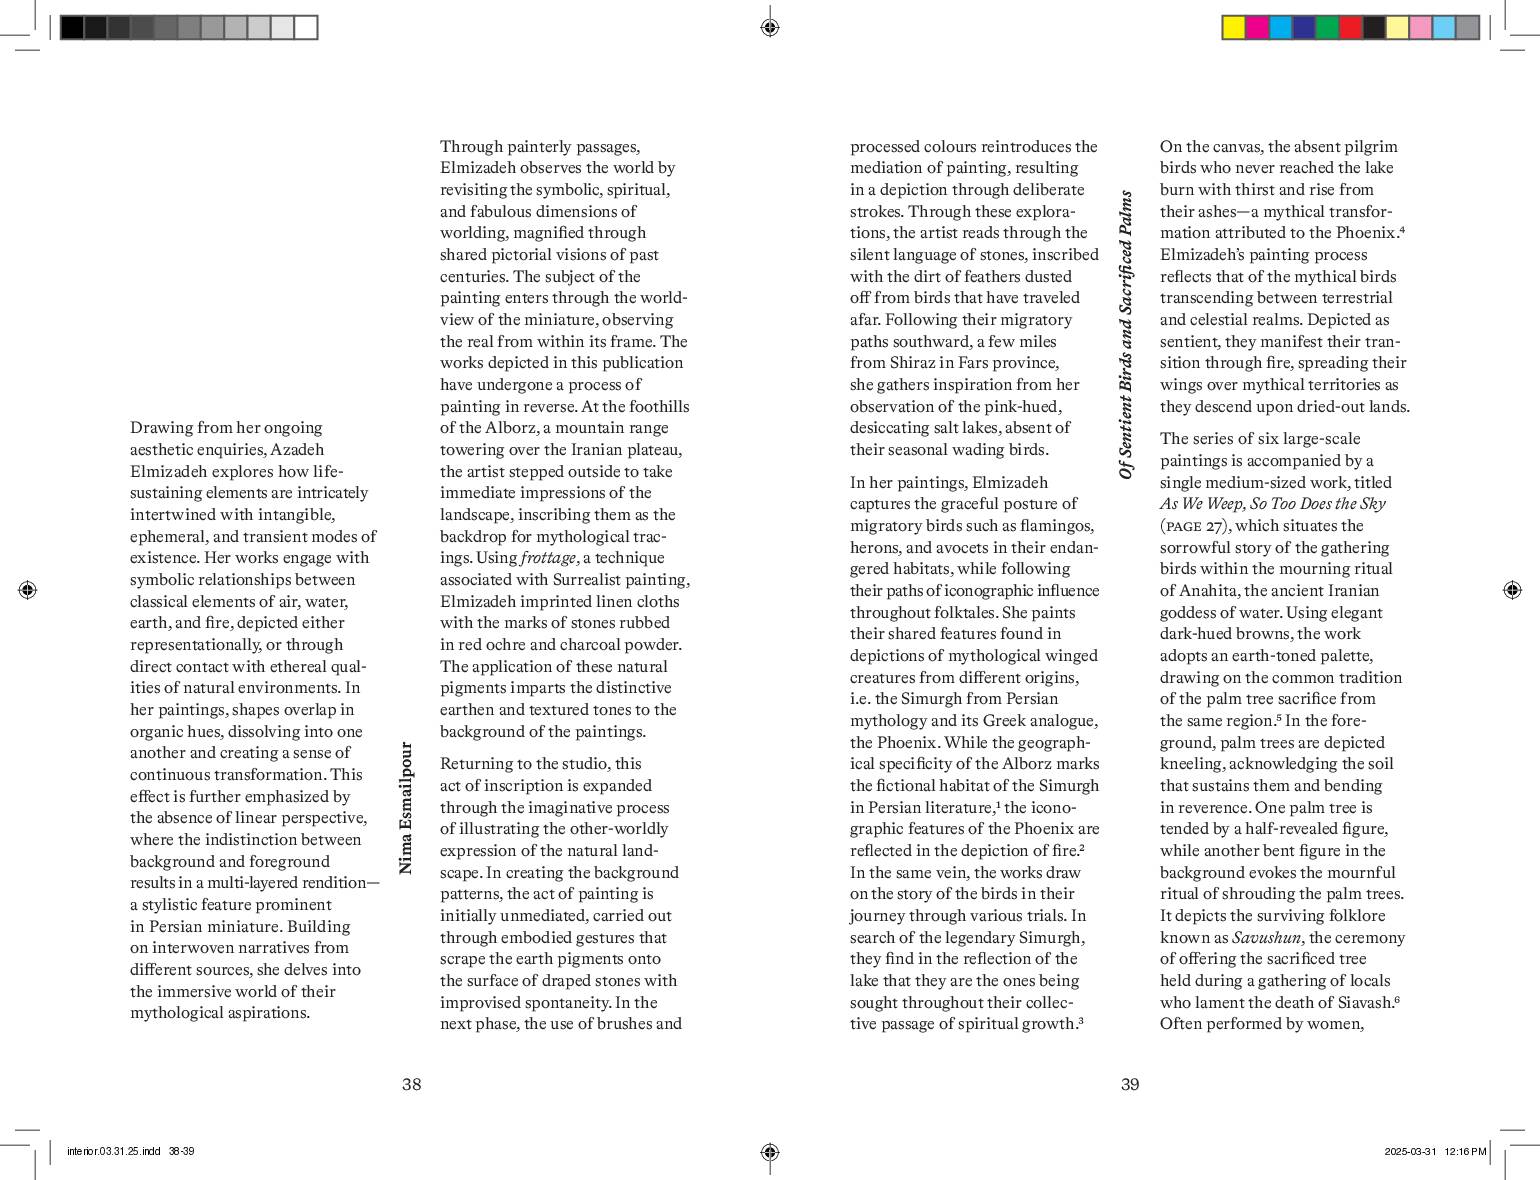 Drawing from her ongoing
aesthetic enquiries, Azadeh
Elmizadeh explores how life-
sustaining elements are intricately
intertwined with intangible,
ephemeral, and transient modes of
existence. Her works engage with
symbolic relationships between
classical elements of air, water,
earth, and fire, depicted either
representationally, or through
direct contact with ethereal qual-
ities of natural environments. In
her paintings, shapes overlap in
organic hues, dissolving into one
another and creating a sense of
continuous transformation. This
effect is further emphasized by
the absence of linear perspective,
where the indistinction between
background and foreground
results in a multi-layered rendition—
a stylistic feature prominent
in Persian miniature. Building
on interwoven narratives from
different sources, she delves into
the immersive world of their
mythological aspirations.
Nima Esmailpour
Through painterly passages,
Elmizadeh observes the world by
revisiting the symbolic, spiritual,
and fabulous dimensions of
worlding, magnified through
shared pictorial visions of past
centuries. The subject of the
painting enters through the world-
view of the miniature, observing
the real from within its frame. The
works depicted in this publication
have undergone a process of
painting in reverse. At the foothills
of the Alborz, a mountain range
towering over the Iranian plateau,
the artist stepped outside to take
immediate impressions of the
landscape, inscribing them as the
backdrop for mythological trac-
ings. Using frottage, a technique
associated with Surrealist painting,
Elmizadeh imprinted linen cloths
with the marks of stones rubbed
in red ochre and charcoal powder.
The application of these natural
pigments imparts the distinctive
earthen and textured tones to the
background of the paintings.
Returning to the studio, this
act of inscription is expanded
through the imaginative process
of illustrating the other-worldly
expression of the natural land-
scape. In creating the background
patterns, the act of painting is
initially unmediated, carried out
through embodied gestures that
scrape the earth pigments onto
the surface of draped stones with
improvised spontaneity. In the
next phase, the use of brushes and
38
processed colours reintroduces the
mediation of painting, resulting
in a depiction through deliberate
strokes. Through these explora-
tions, the artist reads through the
silent language of stones, inscribed
with the dirt of feathers dusted
off from birds that have traveled
afar. Following their migratory
paths southward, a few miles
from Shiraz in Fars province,
she gathers inspiration from her
observation of the pink-hued,
desiccating salt lakes, absent of
their seasonal wading birds.
In her paintings, Elmizadeh
captures the graceful posture of
migratory birds such as flamingos,
herons, and avocets in their endan-
gered habitats, while following
their paths of iconographic influence
throughout folktales. She paints
their shared features found in
depictions of mythological winged
creatures from different origins,
i.e. the Simurgh from Persian
mythology and its Greek analogue,
the Phoenix. While the geograph-
ical specificity of the Alborz marks
the fictional habitat of the Simurgh
in Persian literature,¹ the icono-
graphic features of the Phoenix are
reflected in the depiction of fire.²
In the same vein, the works draw
on the story of the birds in their
journey through various trials. In
search of the legendary Simurgh,
they find in the reflection of the
lake that they are the ones being
sought throughout their collec-
tive passage of spiritual growth.³
Of Sentient Birds and Sacrificed Palms
On the canvas, the absent pilgrim
birds who never reached the lake
burn with thirst and rise from
their ashes—a mythical transfor-
mation attributed to the Phoenix.⁴
Elmizadeh’s painting process
reflects that of the mythical birds
transcending between terrestrial
and celestial realms. Depicted as
sentient, they manifest their tran-
sition through fire, spreading their
wings over mythical territories as
they descend upon dried-out lands.
The series of six large-scale
paintings is accompanied by a
single medium-sized work, titled
As We Weep, So Too Does the Sky
(PAGE 27), which situates the
sorrowful story of the gathering
birds within the mourning ritual
of Anahita, the ancient Iranian
goddess of water. Using elegant
dark-hued browns, the work
adopts an earth-toned palette,
drawing on the common tradition
of the palm tree sacrifice from
the same region.⁵ In the fore-
ground, palm trees are depicted
kneeling, acknowledging the soil
that sustains them and bending
in reverence. One palm tree is
tended by a half-revealed figure,
while another bent figure in the
background evokes the mournful
ritual of shrouding the palm trees.
It depicts the surviving folklore
known as Savushun, the ceremony
of offering the sacrificed tree
held during a gathering of locals
who lament the death of Siavash.⁶
Often performed by women,
39
interior.03.31.25.indd 38-39
2025-03-31 12:16 PM